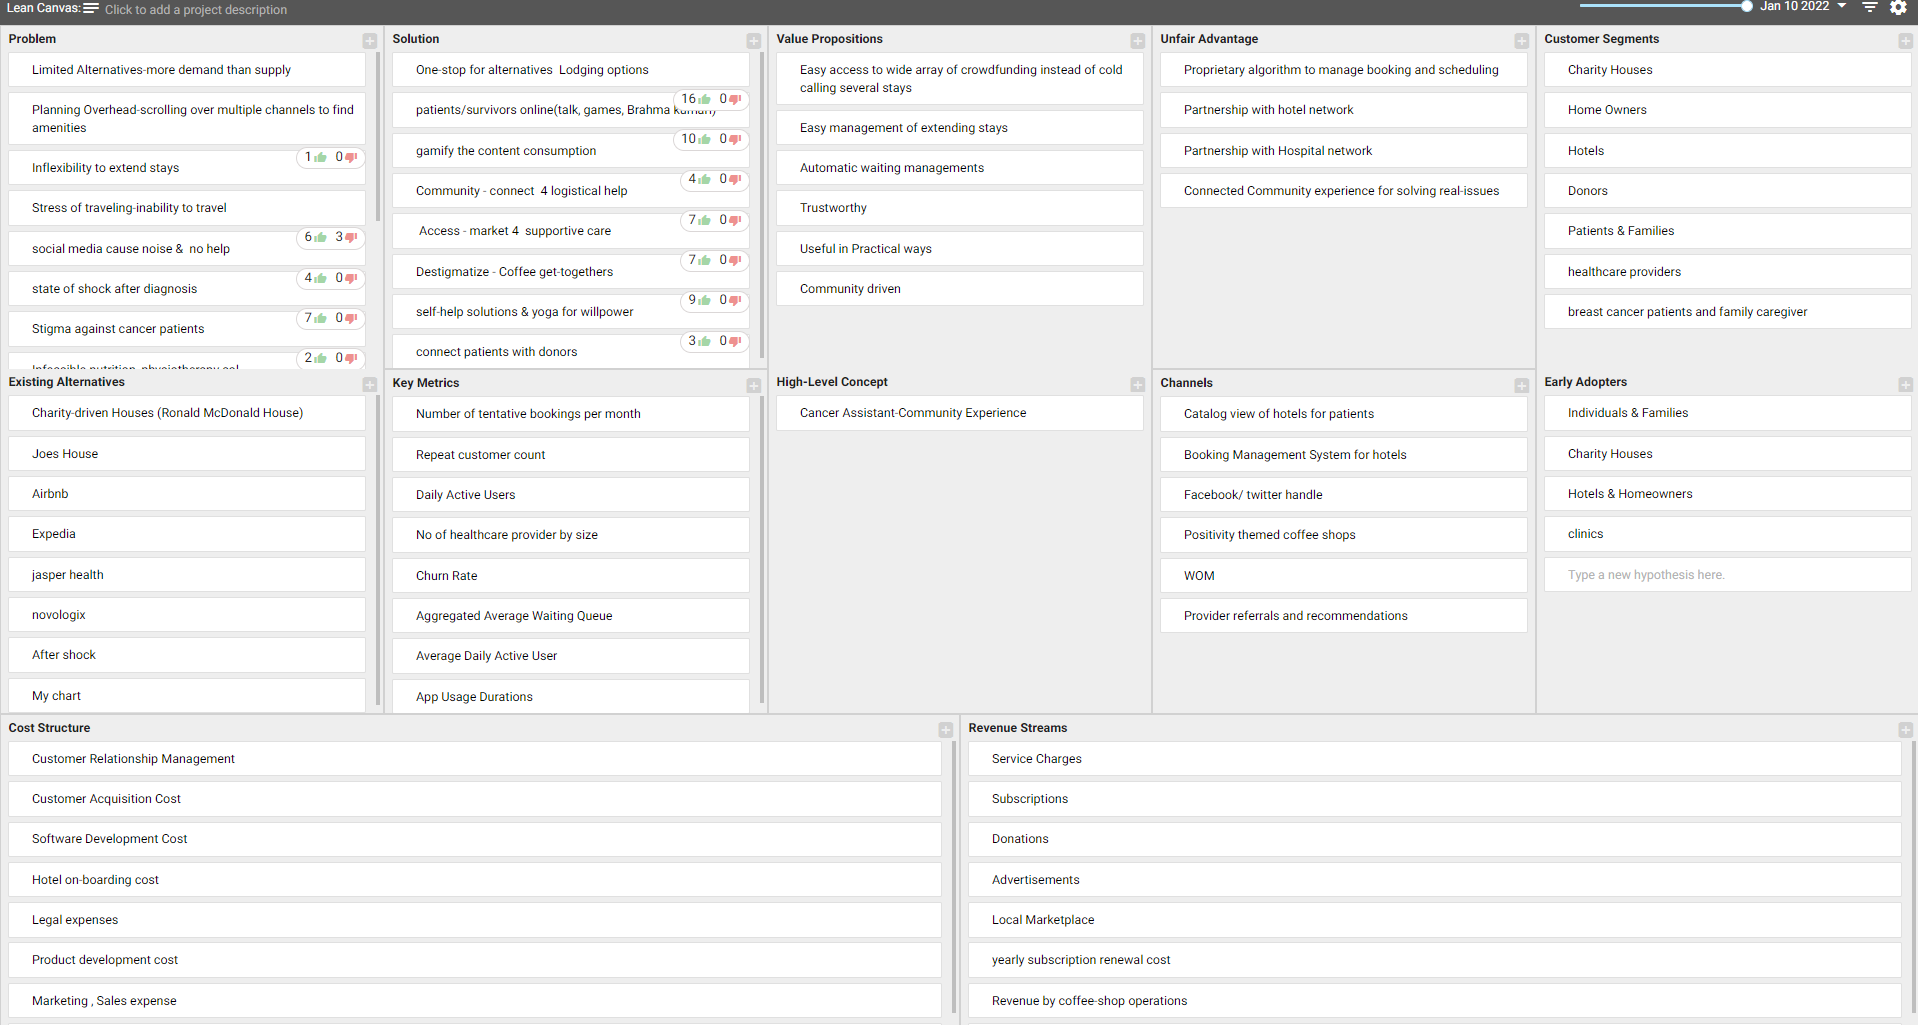 Lean Canvas: Click to add a project description
Jan 10 2022
Problem
Limited Alternatives-more demand than supply
Planning Overhead-scrolling over multiple channels to find
amenities
1 0
Inflexibility to extend stays
Stress of traveling-inability to travel
6 3
social media cause noise & no help
4 0
state of shock after diagnosis
7 0
Stigma against cancer patients
2 0
Solution
One-stop for alternatives Lodging options
16 0
patients/survivors online(talk, games, Brahma kumari)
10 0
gamify the content consumption
4 0
Community - connect 4 logistical help
7 0
Access - market 4 supportive care
7 0
Destigmatize - Coffee get-togethers
9 0
self-help solutions & yoga for willpower
3 0
connect patients with donors
Value Propositions
Easy access to wide array of crowdfunding instead of cold
calling several stays
Easy management of extending stays
Automatic waiting managements
Trustworthy
Useful in Practical ways
Community driven
Unfair Advantage
Proprietary algorithm to manage booking and scheduling
Partnership with hotel network
Partnership with Hospital network
Connected Community experience for solving real-issues
Customer Segments
Charity Houses
Home Owners
Hotels
Donors
Patients & Families
healthcare providers
breast cancer patients and family caregiver
Existing Alternatives
Charity-driven Houses (Ronald McDonald House)
Joes House
Airbnb
Expedia
jasper health
novologix
After shock
My chart
Key Metrics
Number of tentative bookings per month
Repeat customer count
Daily Active Users
No of healthcare provider by size
Churn Rate
Aggregated Average Waiting Queue
Average Daily Active User
App Usage Durations
High-Level Concept
Cancer Assistant-Community Experience
Channels
Catalog view of hotels for patients
Booking Management System for hotels
Facebook/ twitter handle
Positivity themed coffee shops
WOM
Provider referrals and recommendations
Early Adopters
Individuals & Families
Charity Houses
Hotels & Homeowners
clinics
Type a new hypothesis here.
Cost Structure
Customer Relationship Management
Customer Acquisition Cost
Software Development Cost
Hotel on-boarding cost
Legal expenses
Product development cost
Marketing , Sales expense
Revenue Streams
Service Charges
Subscriptions
Donations
Advertisements
Local Marketplace
yearly subscription renewal cost
Revenue by coffee-shop operations